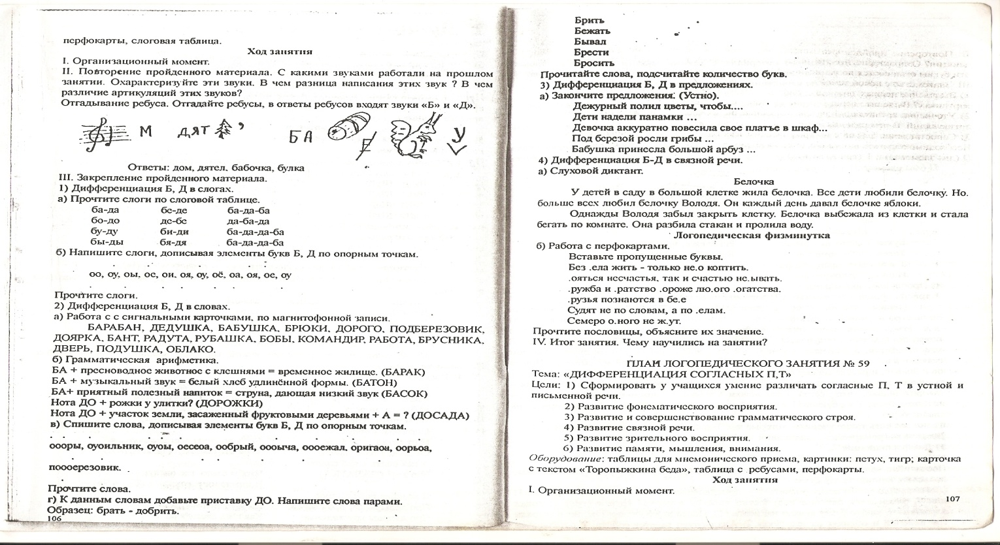 перфокарты, слоговая таблица.
Ход занятия
I. Организационный момент.
II. Повторение пройденного материала. С какими звуками работали на прошлом
занятии. Охарактеризуйте эти звуки. В чем разница написания этих звук ? В чем
различие артикуляций этих звуков?
Отгадывание ребуса. Отгадайте ребусы, в ответы ребусов входят звуки «Б» и «Д».
М ДЯТ , БА У
Ответы: дом, дятел, бабочка, булка
III. Закрепление пройденного материала.
1) Дифференциация Б, Д в слогах.
а) Прочтите слоги по слоговой таблице.
ба-да бе-де ба-да-ба
бо-до де-бе да-ба-да
бу-ду би-ди ба-да-да-ба
бы-ды бя-дя ба-да-да-ба
б) Напишите слоги, дописывая элементы букв Б, Д по опорным точкам.
оо, оу, оы, ое, ои, оя, оу, оё, оа, оя, ое, оу
Прочтите слоги.
2) Дифференциация Б, Д в словах.
а) Работа с с сигнальными карточками, по магнитофонной записи.
БАРАБАН, ДЕДУШКА, БАБУШКА, БРЮКИ, ДОРОГО, ПОДБЕРЕЗОВИК,
ДОЯРКА, БАНТ, РАДУТА, РУБАШКА, БОБЫ, КОМАНДИР, РАБОТА, БРУСНИКА,
ДВЕРЬ, ПОДУШКА, ОБЛАКО.
б) Грамматическая арифметика.
БА + пресноводное животное с клешнями = временное жилище. (БАРАК)
БА + музыкальный звук = белый хлеб удлинённой формы. (БАТОН)
БА+ приятный полезный напиток = струна, дающая низкий звук (БАСОК)
Нота ДО + рожки у улитки? (ДОРОЖКИ)
Нота ДО + участок земли, засаженный фруктовыми деревьями + А = ? (ДОСАДА)
в) Спишите слова, дописывая элементы букв Б, Д по опорным точкам.
оооры, оуоильник, оуоы, оесеоа, ообрый, оооыча, оооежал, оригаоа, оорьоа,
поооерезовик.
Прочтите слова.
г) К данным словам добавьте приставку ДО. Напишите слова парами.
Образец: брать - добрить.
106
Брить
Бежать
Бывал
Брести
Бросить
Прочитайте слова, подсчитайте количество букв.
3) Дифференциация Б, Д в предложениях.
а) Закончите предложения: (Устно).
Дежурный полил цветы, чтобы....
Дети надели панамки ...
Девочка аккуратно повесила свое платье в шкаф...
Под березой росли грибы ...
Бабушка принесла большой арбуз ...
4) Дифференциация Б-Д в связной речи.
а) Слуховой диктант.
Белочка
У детей в саду в большой клетке жила белочка. Все дети любили белочку. Но.
больше всех любил белочку Володя. Он каждый день давал белочке яблоки.
Однажды Володя забыл закрыть клетку. Белочка выбежала из клетки и стала
бегать по комнате. Она разбила стакан и пролила воду.
Логопедическая физминутка
б) Работа с перфокартами.
Вставьте пропущенные буквы.
Без .ела жить - только не.о коптить.
.ояться несчастья, так и счастью не.ывать.
.ружба и .ратство .ороже лю.ого .огатства.
.рузья познаются в бе.е
Судят не по словам, а по .елам.
Семеро о.ного не ж.ут.
Прочтите пословицы, объясните их значение.
IV. Итог занятия. Чему научились на занятии?
ПЛАН ЛОГОПЕДИЧЕСКОГО ЗАНЯТИЯ № 59
Тема: «ДИФФЕРЕНЦИАЦИЯ СОГЛАСНЫХ П,Т»
Цели: 1) Сформировать у учащихся умение различать согласные П, Т в устной и
письменной речи.
2) Развитие фонематического восприятия.
3) Развитие и совершенствование грамматического строя.
4) Развитие связной речи.
5) Развитие зрительного восприятия.
6) Развитие памяти, мышления, внимания.
Оборудование: таблицы для мнемонического приема, картинки: петух, тигр; карточка
с текстом «Торопыжкина беда», таблица с ребусами, перфокарты.
Ход занятия
I. Организационный момент.
107